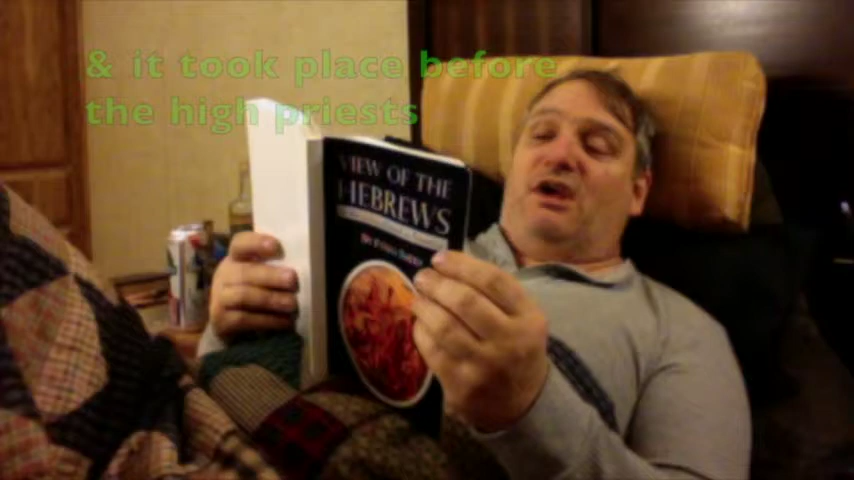 & it took place before
the high priests
VIEW OF THE
HEBREWS